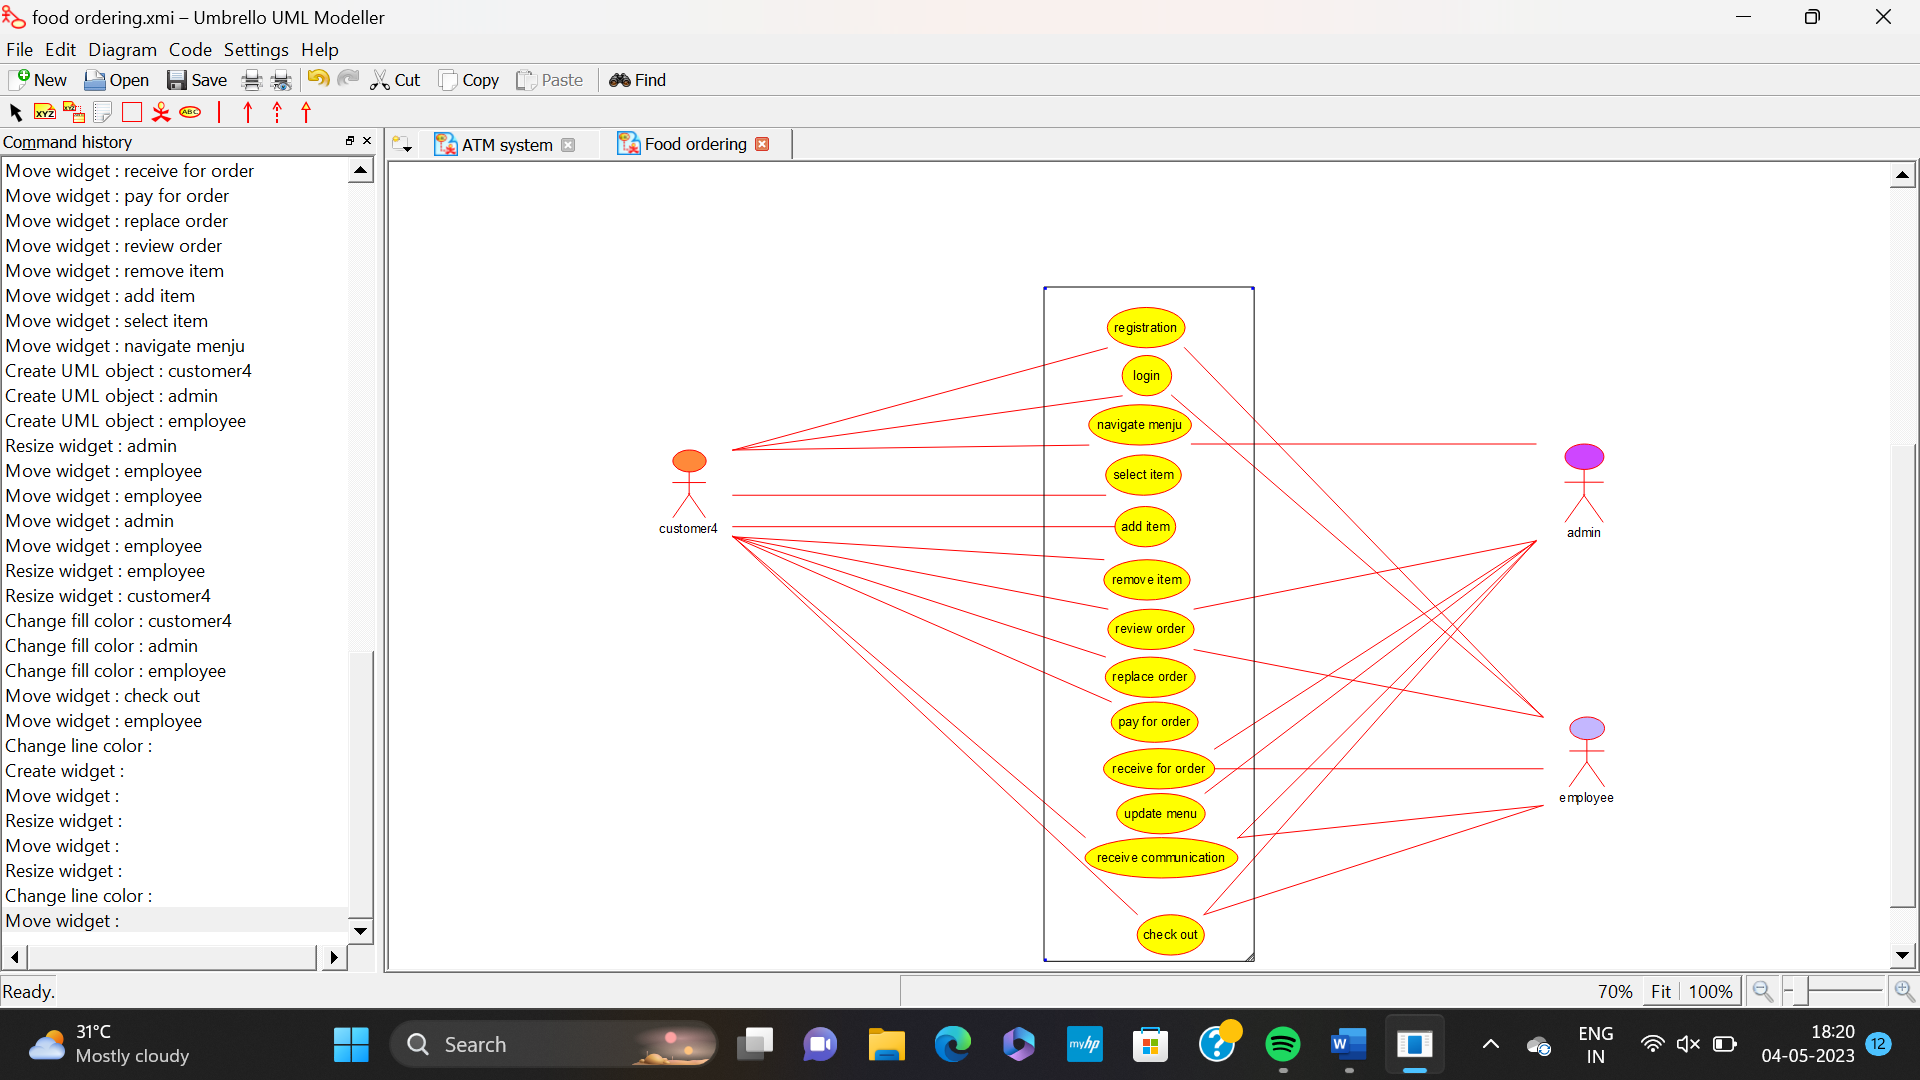 food ordering.xmi – Umbrello UML Modeller
File Edit Diagram Code Settings Help
New Open Save Cut Copy Paste Find
XYZ XYZ ABC
Command history
ATM system Food ordering
Move widget : receive for order
Move widget : pay for order
Move widget : replace order
Move widget : review order
Move widget : remove item
Move widget : add item
Move widget : select item
Move widget : navigate menju
Create UML object : customer4
Create UML object : admin
Create UML object : employee
Resize widget : admin
Move widget : employee
Move widget : employee
Move widget : admin
Move widget : employee
Resize widget : employee
Resize widget : customer4
Change fill color : customer4
Change fill color : admin
Change fill color : employee
Move widget : check out
Move widget : employee
Change line color :
Create widget :
Move widget :
Resize widget :
Move widget :
Resize widget :
Change line color :
Move widget :
registration
login
navigate menju
select item
add item
remove item
review order
replace order
pay for order
receive for order
update menu
receive communication
check out
customer4
admin
employee
Ready.
70% Fit 100%
31°C
Mostly cloudy
Search
myhp
W
ENG
IN
18:20
04-05-2023
12